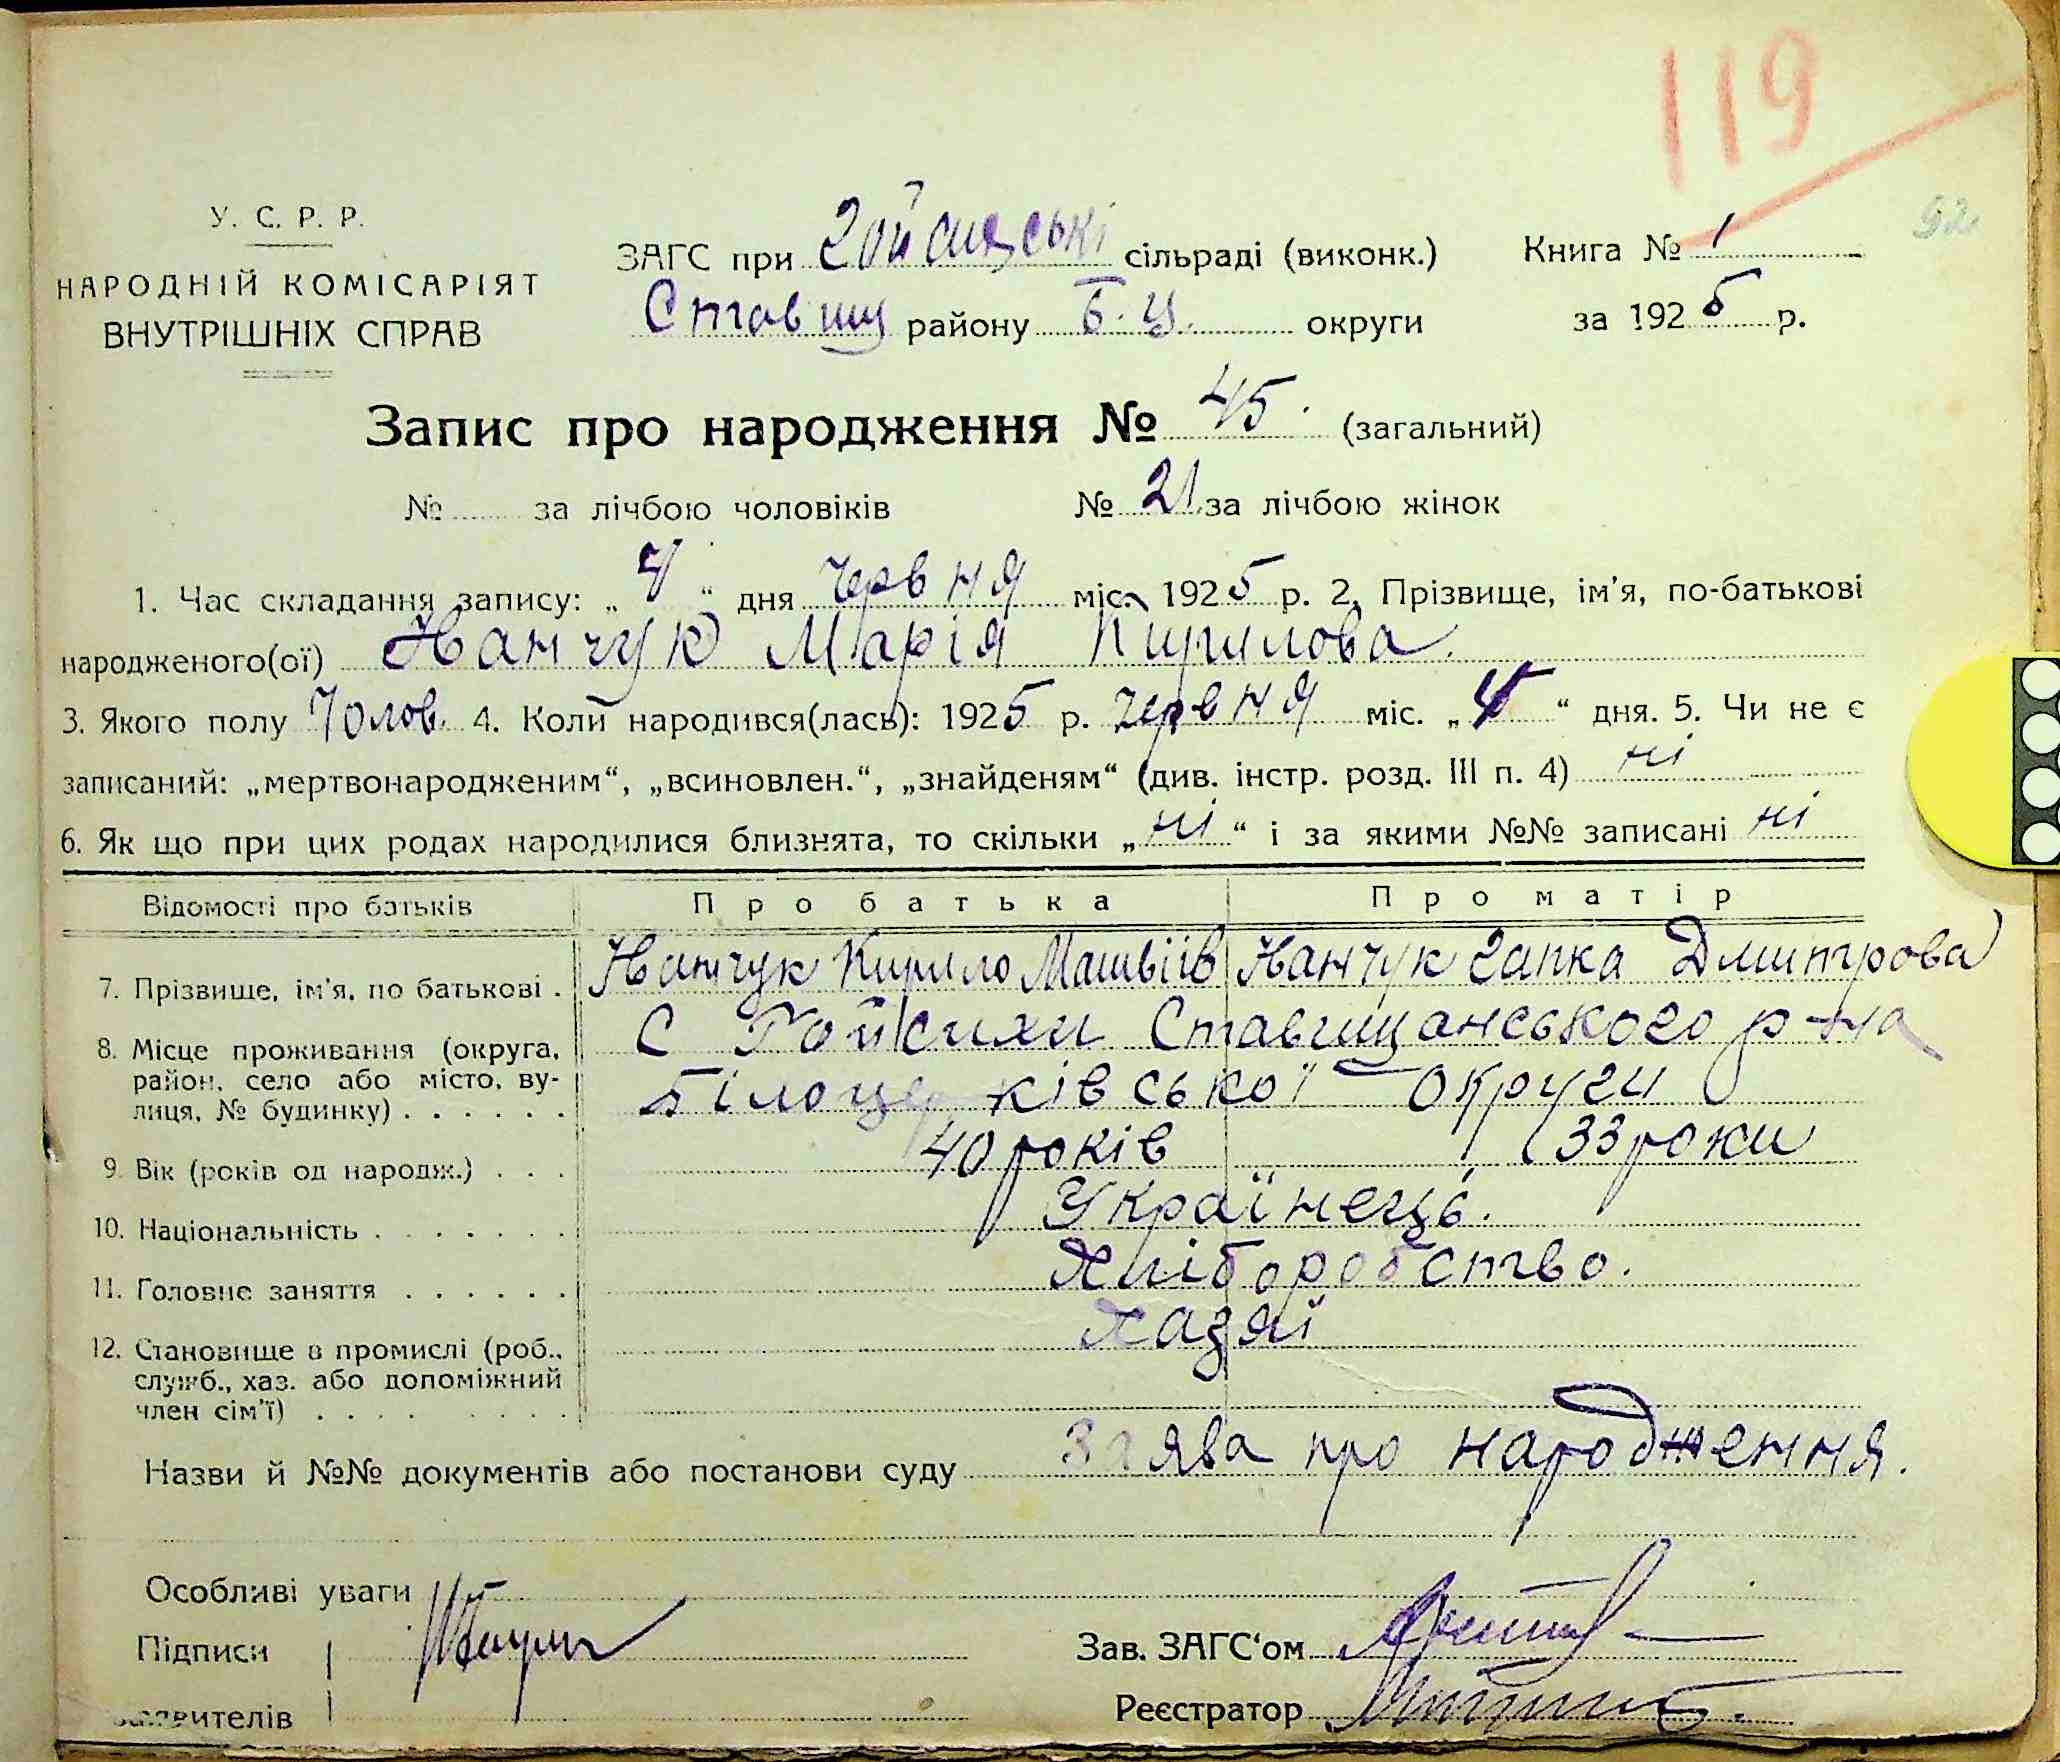 119
92
У. С. Р. Р.
НАРОДНІЙ КОМІСАРІЯТ
ВНУТРІШНІХ СПРАВ
ЗАГС при Гойсиській сільраді (виконк.) Книга № 1
Ставищ району Б. Ц. округи за 1925 р.
Запис про народження № 45 (загальний)
№ за лічбою чоловіків № 21 за лічбою жінок
1. Час складання запису: „4“ дня червня міс. 1925 р. 2. Прізвище, ім'я, по-батькові
народженого(ої) Нанчук Марія Кирилова.
3. Якого полу Чолов. 4. Коли народився(лась): 1925 р. червня міс. „4“ дня. 5. Чи не є
записаний: „мертвонародженим“, „всиновлен.“, „знайденям“ (див. інстр. розд. III п. 4) ні
6. Як що при цих родах народилися близнята, то скільки „ні“ і за якими №№ записані ні
Відомості про батьків Про батька Про матір
7. Прізвище, ім'я, по батькові . Нанчук Кирило Матвіїв Нанчук Гапка Дмитрова
8. Місце проживання (округа, С Гойсихи Ставищанського р-на
район, село або місто, ву-
лиця, № будинку) . . . . . . Білоцерківської округи
9. Вік (років од народж.) . . . 40 років 33 роки
10. Національність . . . . . . . Українець.
11. Головне заняття . . . . . . Хліборобство.
12. Становище в промислі (роб., Хазяї
служб., хаз. або допоміжний
член сім'ї) . . . . . . . .
Назви й №№ документів або постанови суду Заява про народження.
Особливі уваги
Підписи Зав. ЗАГС'ом
заявителів Реєстратор